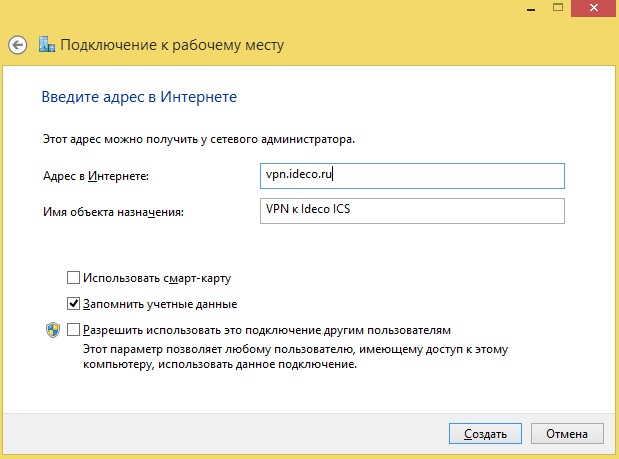 Подключение к рабочему месту
Введите адрес в Интернете
Этот адрес можно получить у сетевого администратора.
Адрес в Интернете:
vpn.ideco.ru
Имя объекта назначения:
VPN к Ideco ICS
Использовать смарт-карту
Запомнить учетные данные
Разрешить использовать это подключение другим пользователям
Этот параметр позволяет любому пользователю, имеющему доступ к этому
компьютеру, использовать данное подключение.
Создать
Отмена